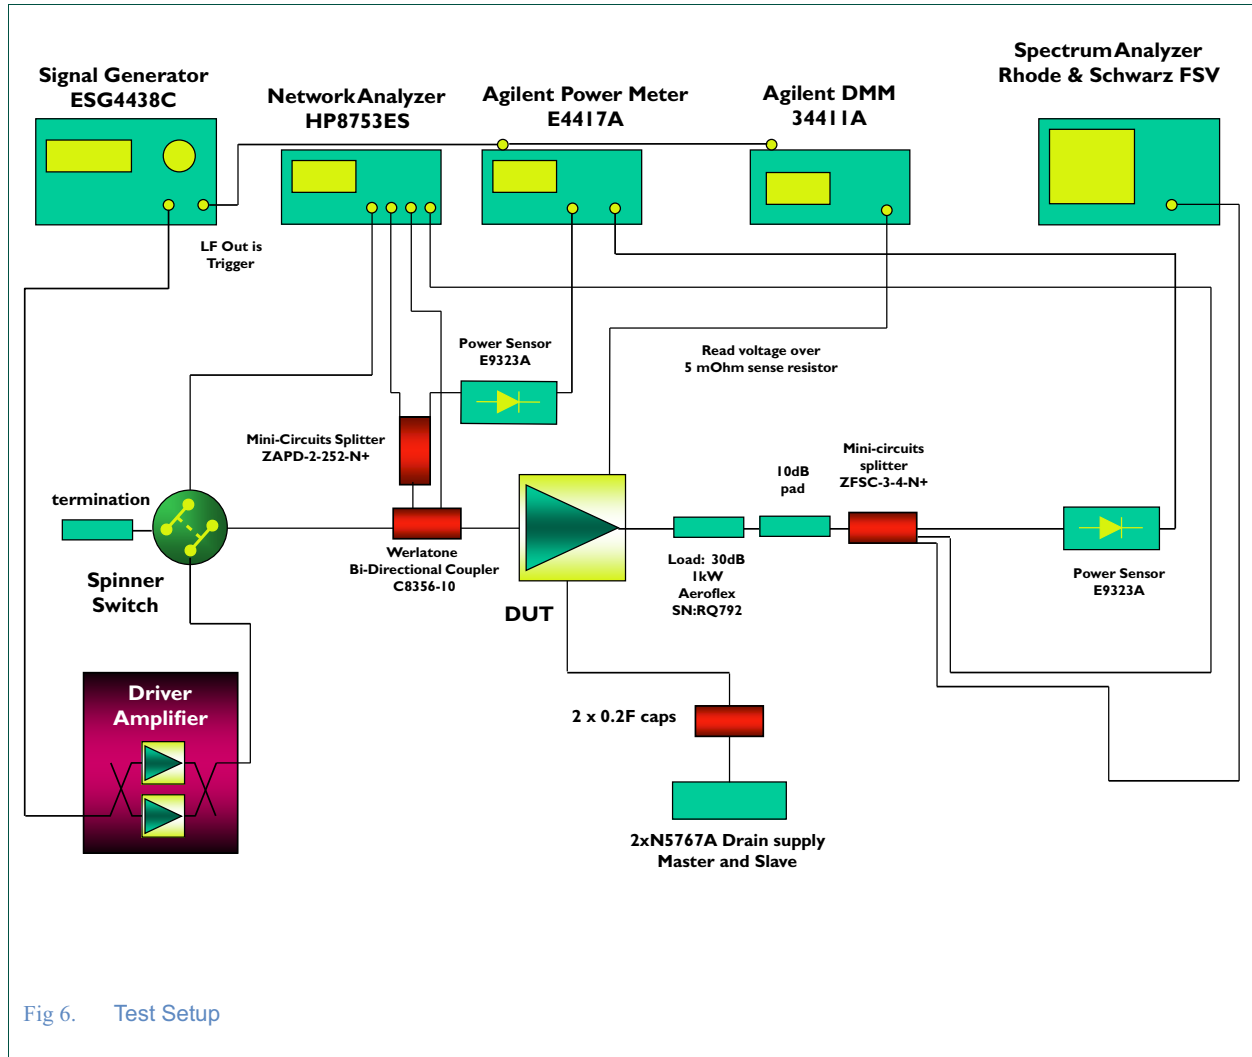 Signal Generator
ESG4438C
Network Analyzer
HP8753ES
Agilent Power Meter
E4417A
Agilent DMM
34411A
Spectrum Analyzer
Rhode & Schwarz FSV
LF Out is
Trigger
Power Sensor
E9323A
Read voltage over
5 mOhm sense resistor
Mini-Circuits Splitter
ZAPD-2-252-N+
Mini-circuits
splitter
ZFSC-3-4-N+
10dB
pad
termination
Spinner
Switch
Werlatone
Bi-Directional Coupler
C8356-10
DUT
Load: 30dB
1kW
Aeroflex
SN:RQ792
Power Sensor
E9323A
Driver
Amplifier
2 x 0.2F caps
2xN5767A Drain supply
Master and Slave
Fig 6. Test Setup